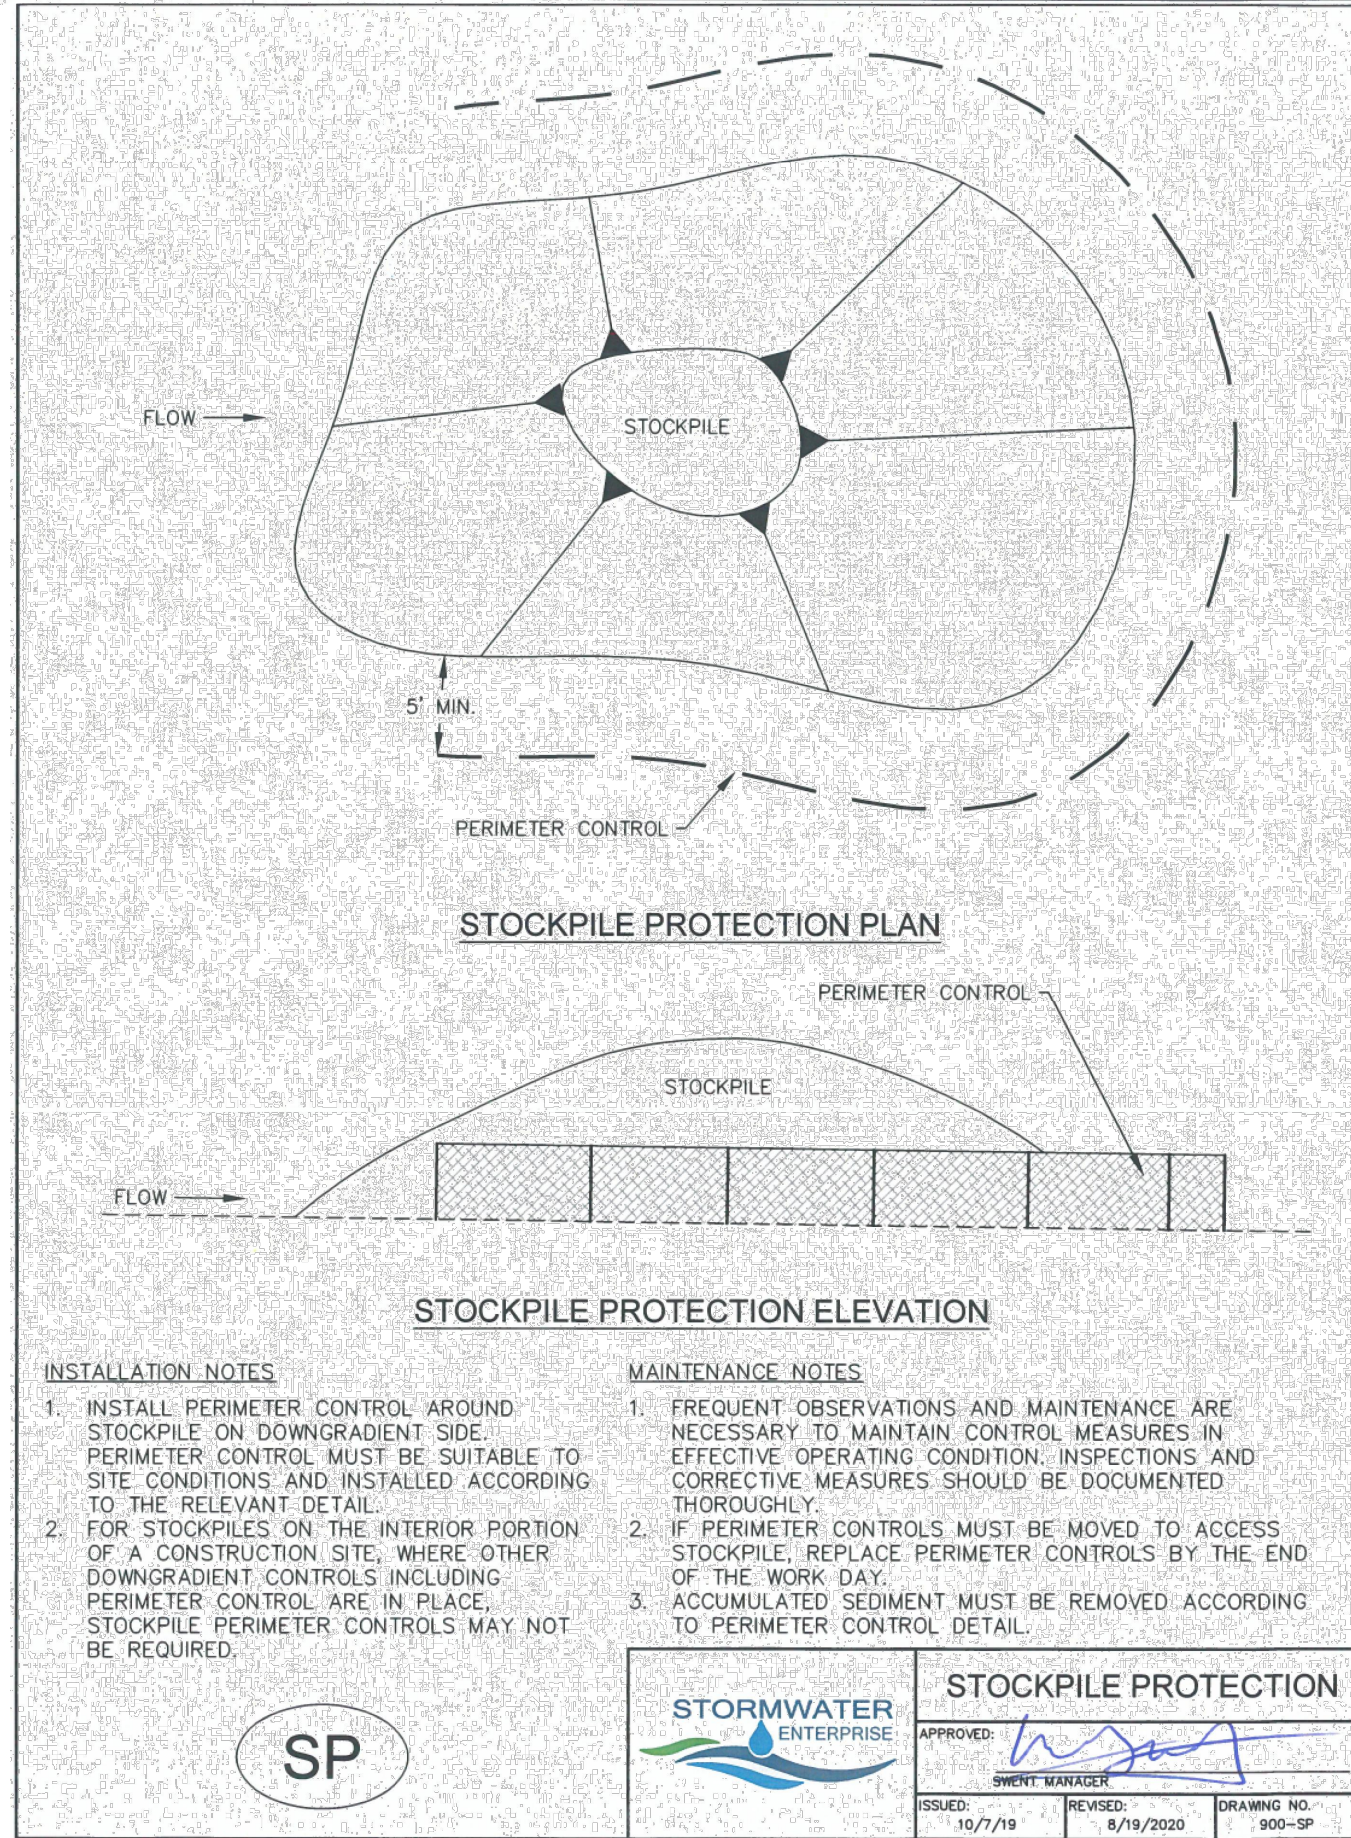 FLOW
STOCKPILE
5' MIN.
PERIMETER CONTROL
STOCKPILE PROTECTION PLAN
PERIMETER CONTROL
STOCKPILE
FLOW
STOCKPILE PROTECTION ELEVATION
INSTALLATION NOTES
1. INSTALL PERIMETER CONTROL AROUND
STOCKPILE ON DOWNGRADIENT SIDE.
PERIMETER CONTROL MUST BE SUITABLE TO
SITE CONDITIONS AND INSTALLED ACCORDING
TO THE RELEVANT DETAIL.
2. FOR STOCKPILES ON THE INTERIOR PORTION
OF A CONSTRUCTION SITE, WHERE OTHER
DOWNGRADIENT CONTROLS INCLUDING
PERIMETER CONTROL ARE IN PLACE,
STOCKPILE PERIMETER CONTROLS MAY NOT
BE REQUIRED.
MAINTENANCE NOTES
1. FREQUENT OBSERVATIONS AND MAINTENANCE ARE
NECESSARY TO MAINTAIN CONTROL MEASURES IN
EFFECTIVE OPERATING CONDITION. INSPECTIONS AND
CORRECTIVE MEASURES SHOULD BE DOCUMENTED
THOROUGHLY.
2. IF PERIMETER CONTROLS MUST BE MOVED TO ACCESS
STOCKPILE, REPLACE PERIMETER CONTROLS BY THE END
OF THE WORK DAY.
3. ACCUMULATED SEDIMENT MUST BE REMOVED ACCORDING
TO PERIMETER CONTROL DETAIL.
SP
STORMWATER
ENTERPRISE
STOCKPILE PROTECTION
APPROVED:
SWENT MANAGER
ISSUED:
10/7/19
REVISED:
8/19/2020
DRAWING NO.
900-SP